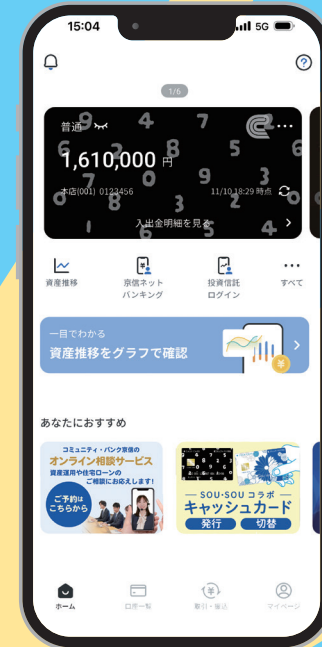 15:04
5G
1/6
普通
1,610,000 円
本店(001) 0123456
11/10 18:29 時点
入出金明細を見る
資産推移
京信ネット
バンキング
投資信託
ログイン
すべて
一目でわかる
資産推移をグラフで確認
あなたにおすすめ
コミュニティ・バンク京信の
オンライン相談サービス
資産運用や住宅ローンの
ご相談にお応えします!
ご予約は
こちらから
SOU・SOU コラボ
キャッシュカード
発行
切替
ホーム
口座一覧
取引・振込
マイページ